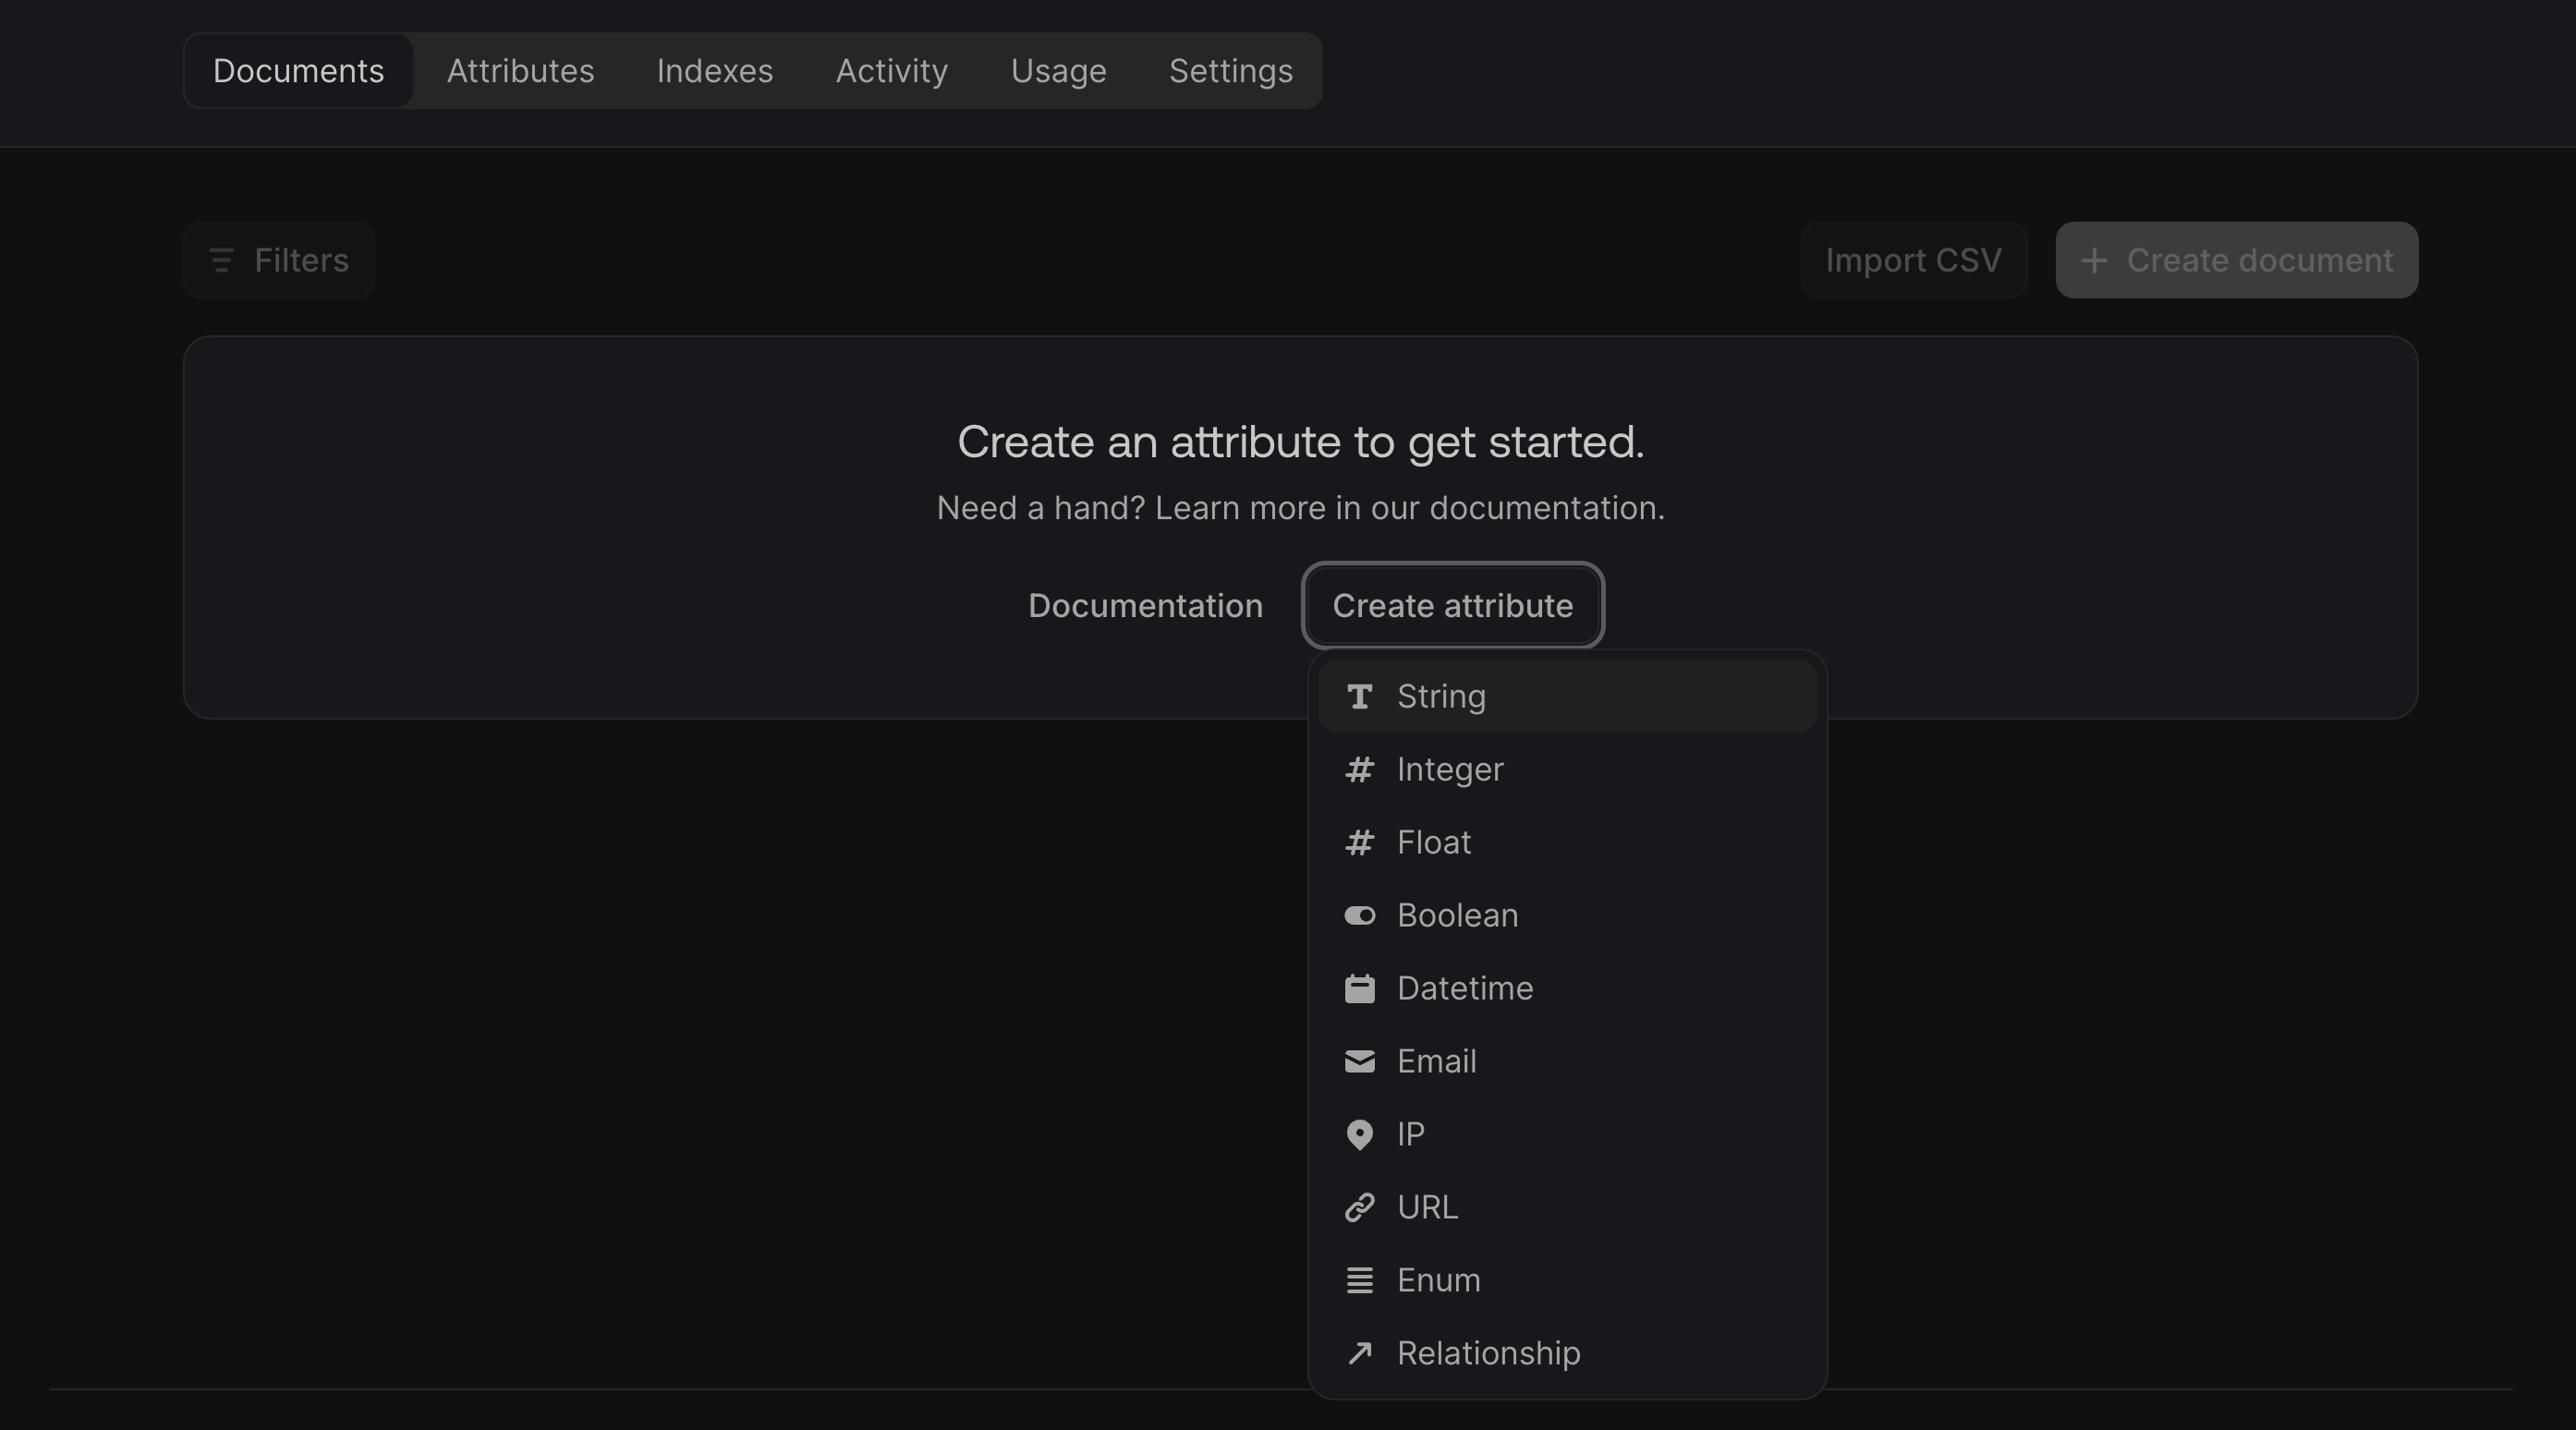 Documents Attributes Indexes Activity Usage Settings
Filters Import CSV Create document
Create an attribute to get started.
Need a hand? Learn more in our documentation.
Documentation Create attribute
String
Integer
Float
Boolean
Datetime
Email
IP
URL
Enum
Relationship